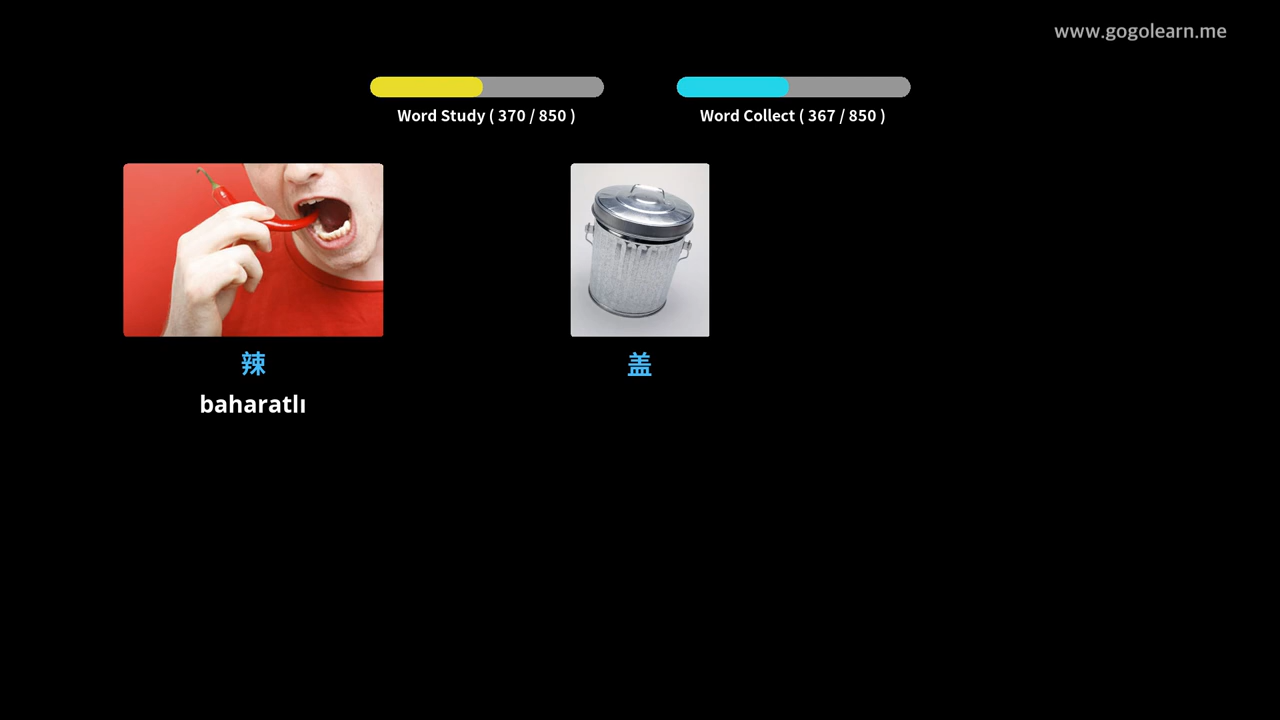 www.gogolearn.me
Word Study ( 370 / 850 )
Word Collect ( 367 / 850 )
辣
盖
baharatlı